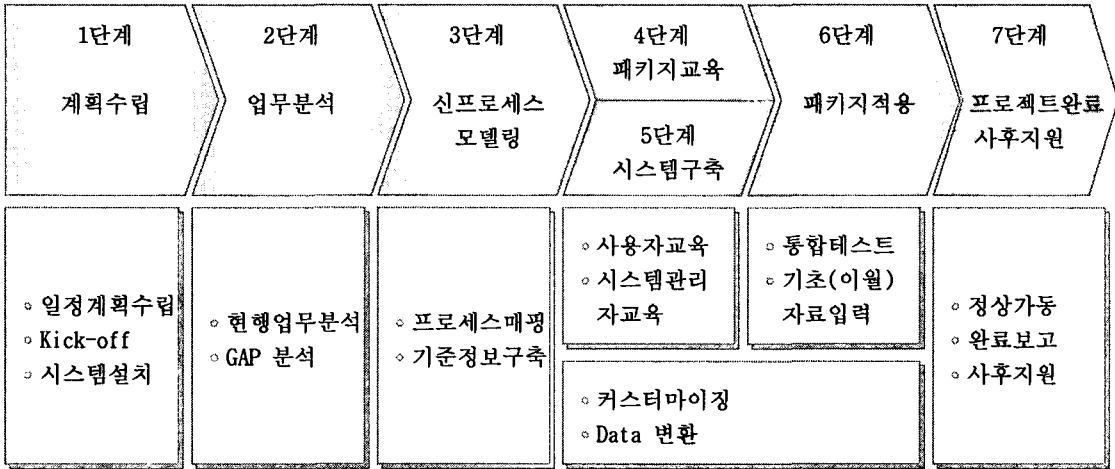 1단계
계획수립
2단계
업무분석
3단계
신프로세스
모델링
4단계
패키지교육
5단계
시스템구축
6단계
패키지적용
7단계
프로젝트완료
사후지원
◦ 일정계획수립
◦ Kick-off
◦ 시스템설치
◦ 현행업무분석
◦ GAP 분석
◦ 프로세스매핑
◦ 기준정보구축
◦ 사용자교육
◦ 시스템관리
자교육
◦ 통합테스트
◦ 기초(이월)
자료입력
◦ 커스터마이징
◦ Data 변환
◦ 정상가동
◦ 완료보고
◦ 사후지원